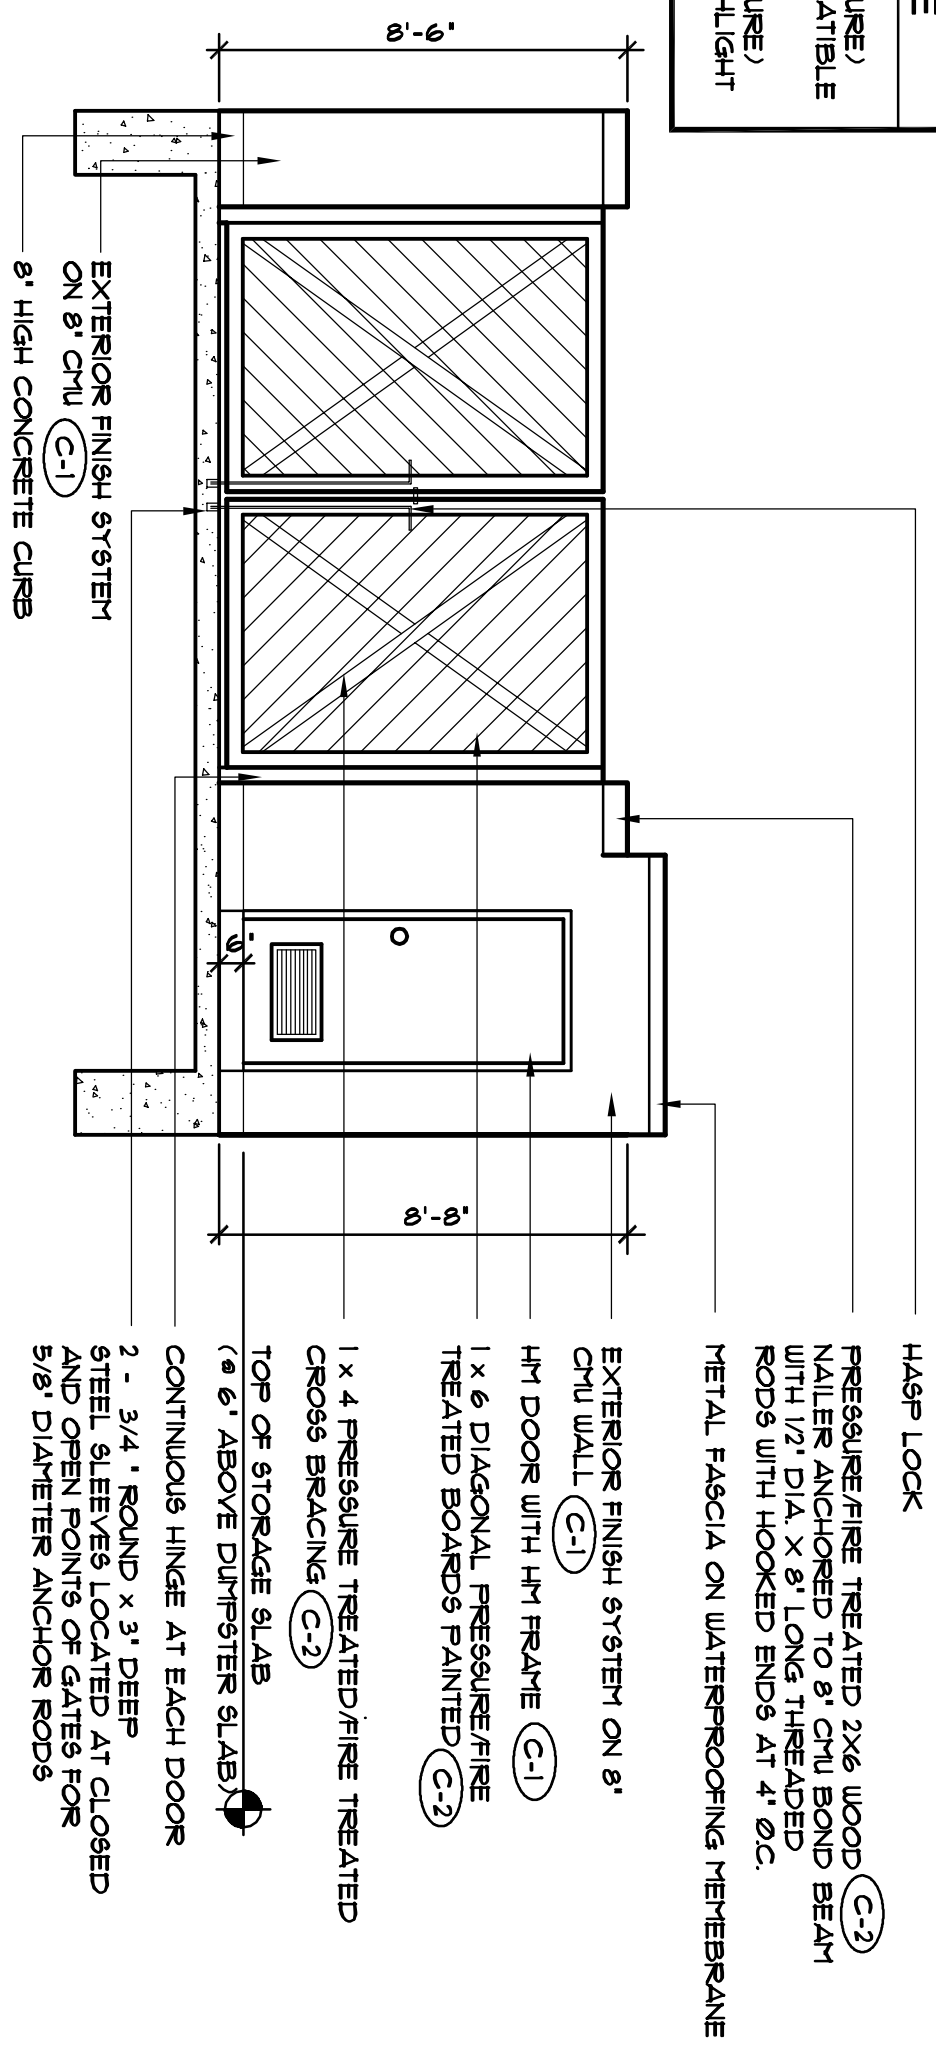 E
URE)
ATIBLE
URE)
HLIGHT
HASP LOCK
PRESSURE/FIRE TREATED 2X6 WOOD C-2
NAILER ANCHORED TO 8" CMU BOND BEAM
WITH 1/2" DIA. X 8" LONG THREADED
RODS WITH HOOKED ENDS AT 4' O.C.
METAL FASCIA ON WATERPROOFING MEMEBRANE
EXTERIOR FINISH SYSTEM ON 8"
CMU WALL C-1
HM DOOR WITH HM FRAME C-1
1 x 6 DIAGONAL PRESSURE/FIRE
TREATED BOARDS PAINTED C-2
1 x 4 PRESSURE TREATED/FIRE TREATED
CROSS BRACING C-2
TOP OF STORAGE SLAB
(@ 6" ABOVE DUMPSTER SLAB)
CONTINUOUS HINGE AT EACH DOOR
2 - 3/4 " ROUND x 3" DEEP
STEEL SLEEVES LOCATED AT CLOSED
AND OPEN POINTS OF GATES FOR
5/8" DIAMETER ANCHOR RODS
8'-6"
8'-8"
6"
EXTERIOR FINISH SYSTEM
ON 8" CMU C-1
8" HIGH CONCRETE CURB